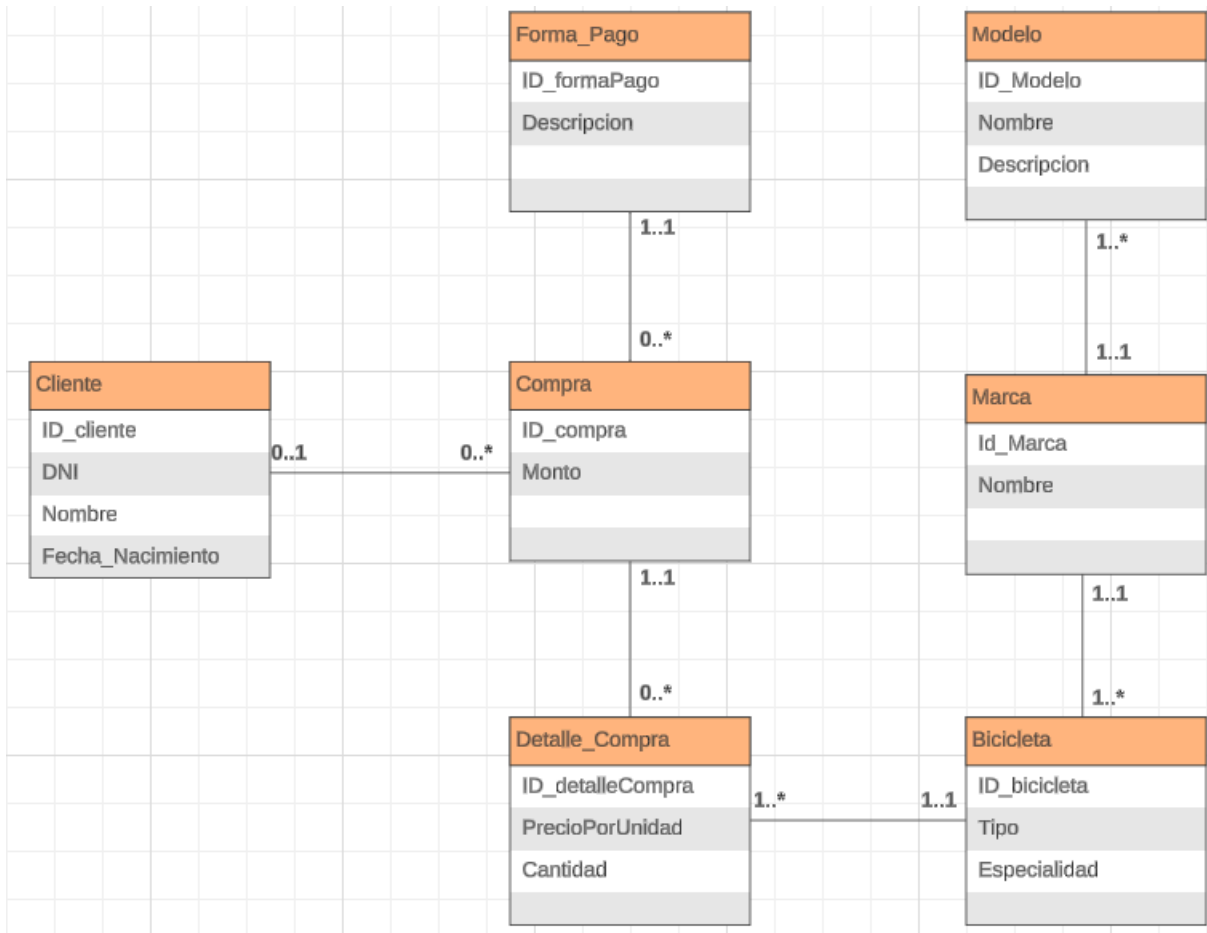 Forma_Pago
ID_formaPago
Descripcion
1..1
0..*
Modelo
ID_Modelo
Nombre
Descripcion
1..*
1..1
Cliente
ID_cliente
DNI
Nombre
Fecha_Nacimiento
0..1
0..*
Compra
ID_compra
Monto
1..1
0..*
Marca
Id_Marca
Nombre
1..1
1..*
Detalle_Compra
ID_detalleCompra
PrecioPorUnidad
Cantidad
1..*
1..1
Bicicleta
ID_bicicleta
Tipo
Especialidad